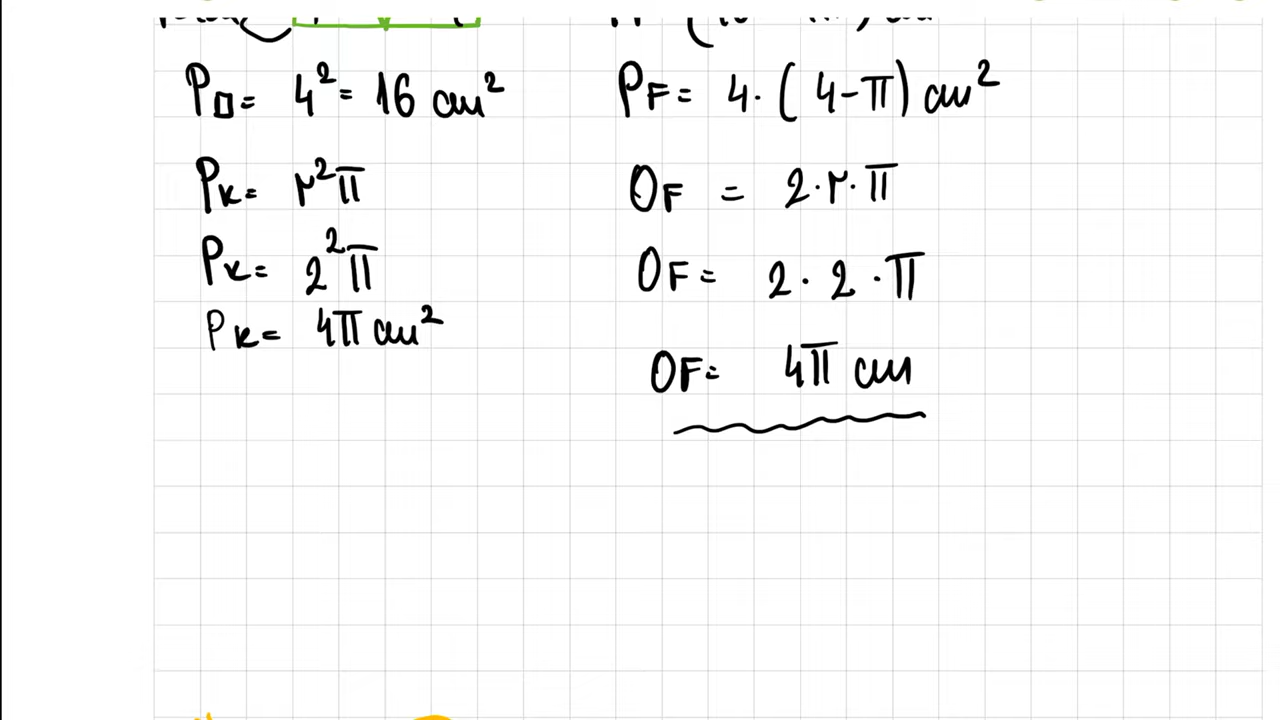 P□ = 4² = 16 cm²
Pk = r²π
Pk = 2²π
Pk = 4π cm²
PF = 4·(4-π) cm²
OF = 2·r·π
OF = 2·2·π
OF = 4π cm